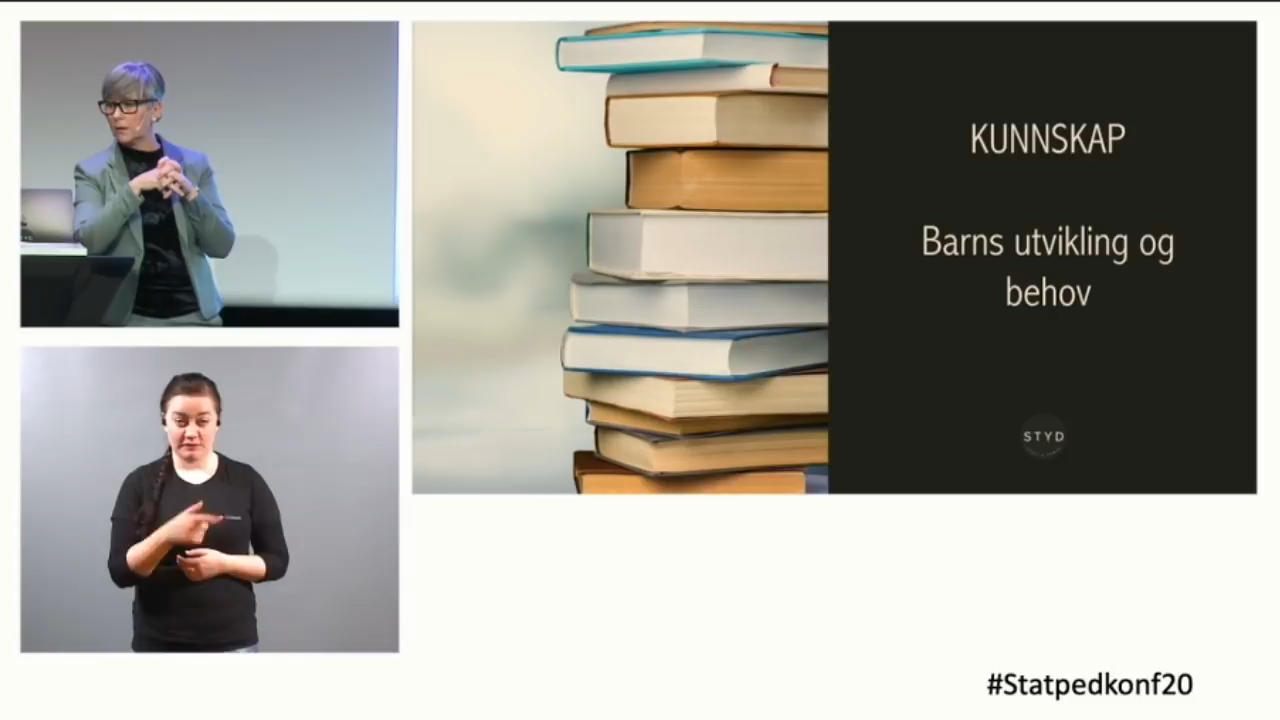 KUNNSKAP
Barns utvikling og
behov
STYD
#Statpedkonf20